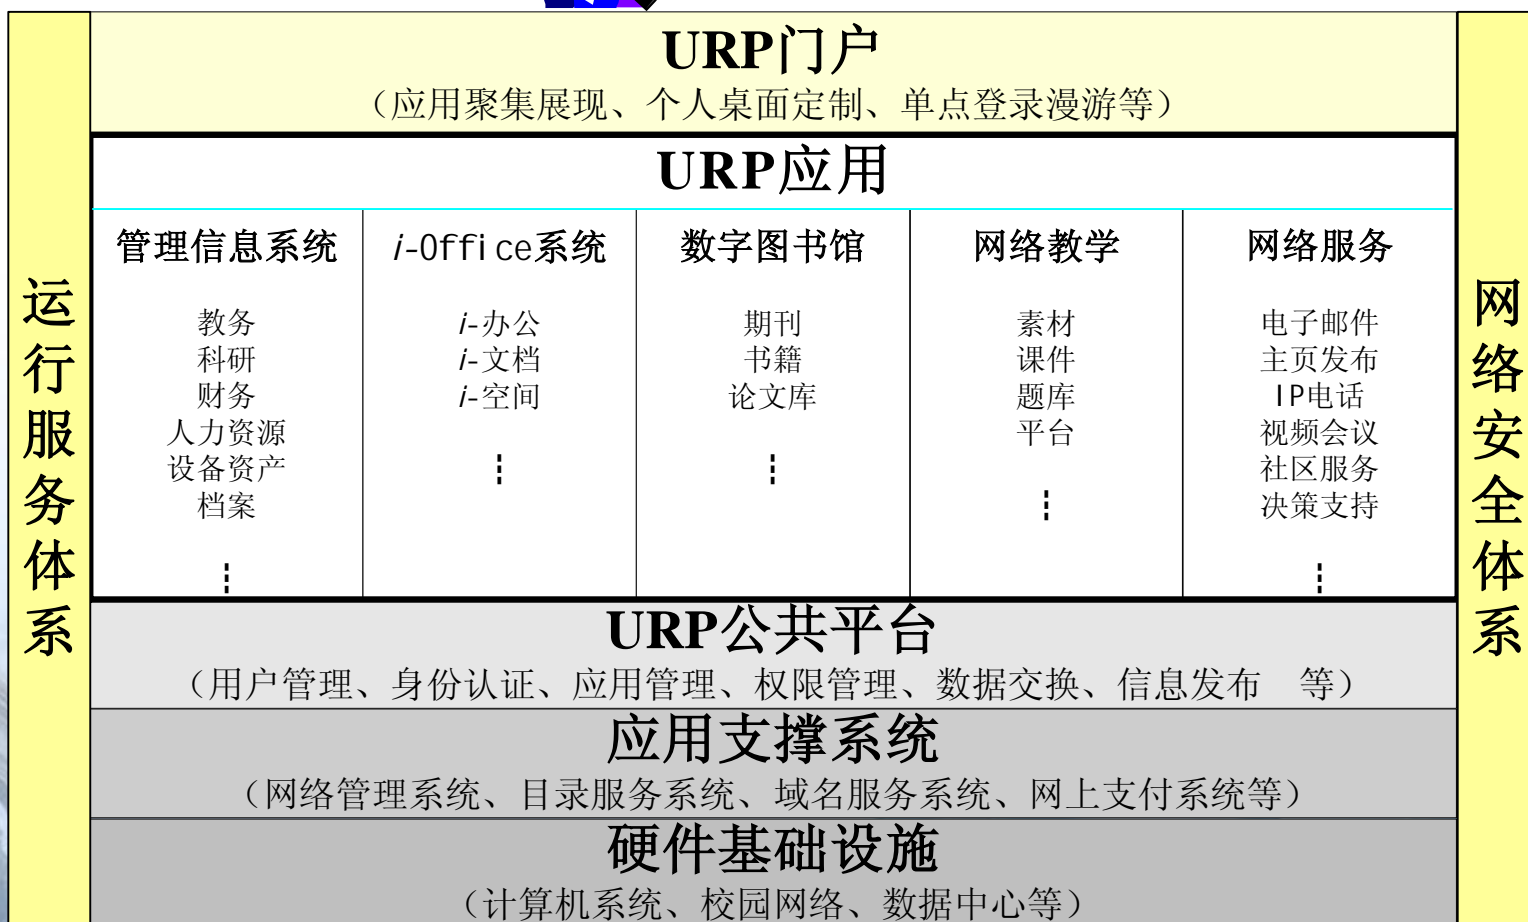 URP门户
（应用聚集展现、个人桌面定制、单点登录漫游等）
URP应用
管理信息系统
教务
科研
财务
人力资源
设备资产
档案
i-Office系统
i-办公
i-文档
i-空间
数字图书馆
期刊
书籍
论文库
网络教学
素材
课件
题库
平台
网络服务
电子邮件
主页发布
IP电话
视频会议
社区服务
决策支持
URP公共平台
（用户管理、身份认证、应用管理、权限管理、数据交换、信息发布 等）
应用支撑系统
（网络管理系统、目录服务系统、域名服务系统、网上支付系统等）
硬件基础设施
（计算机系统、校园网络、数据中心等）
运行服务体系
网络安全体系